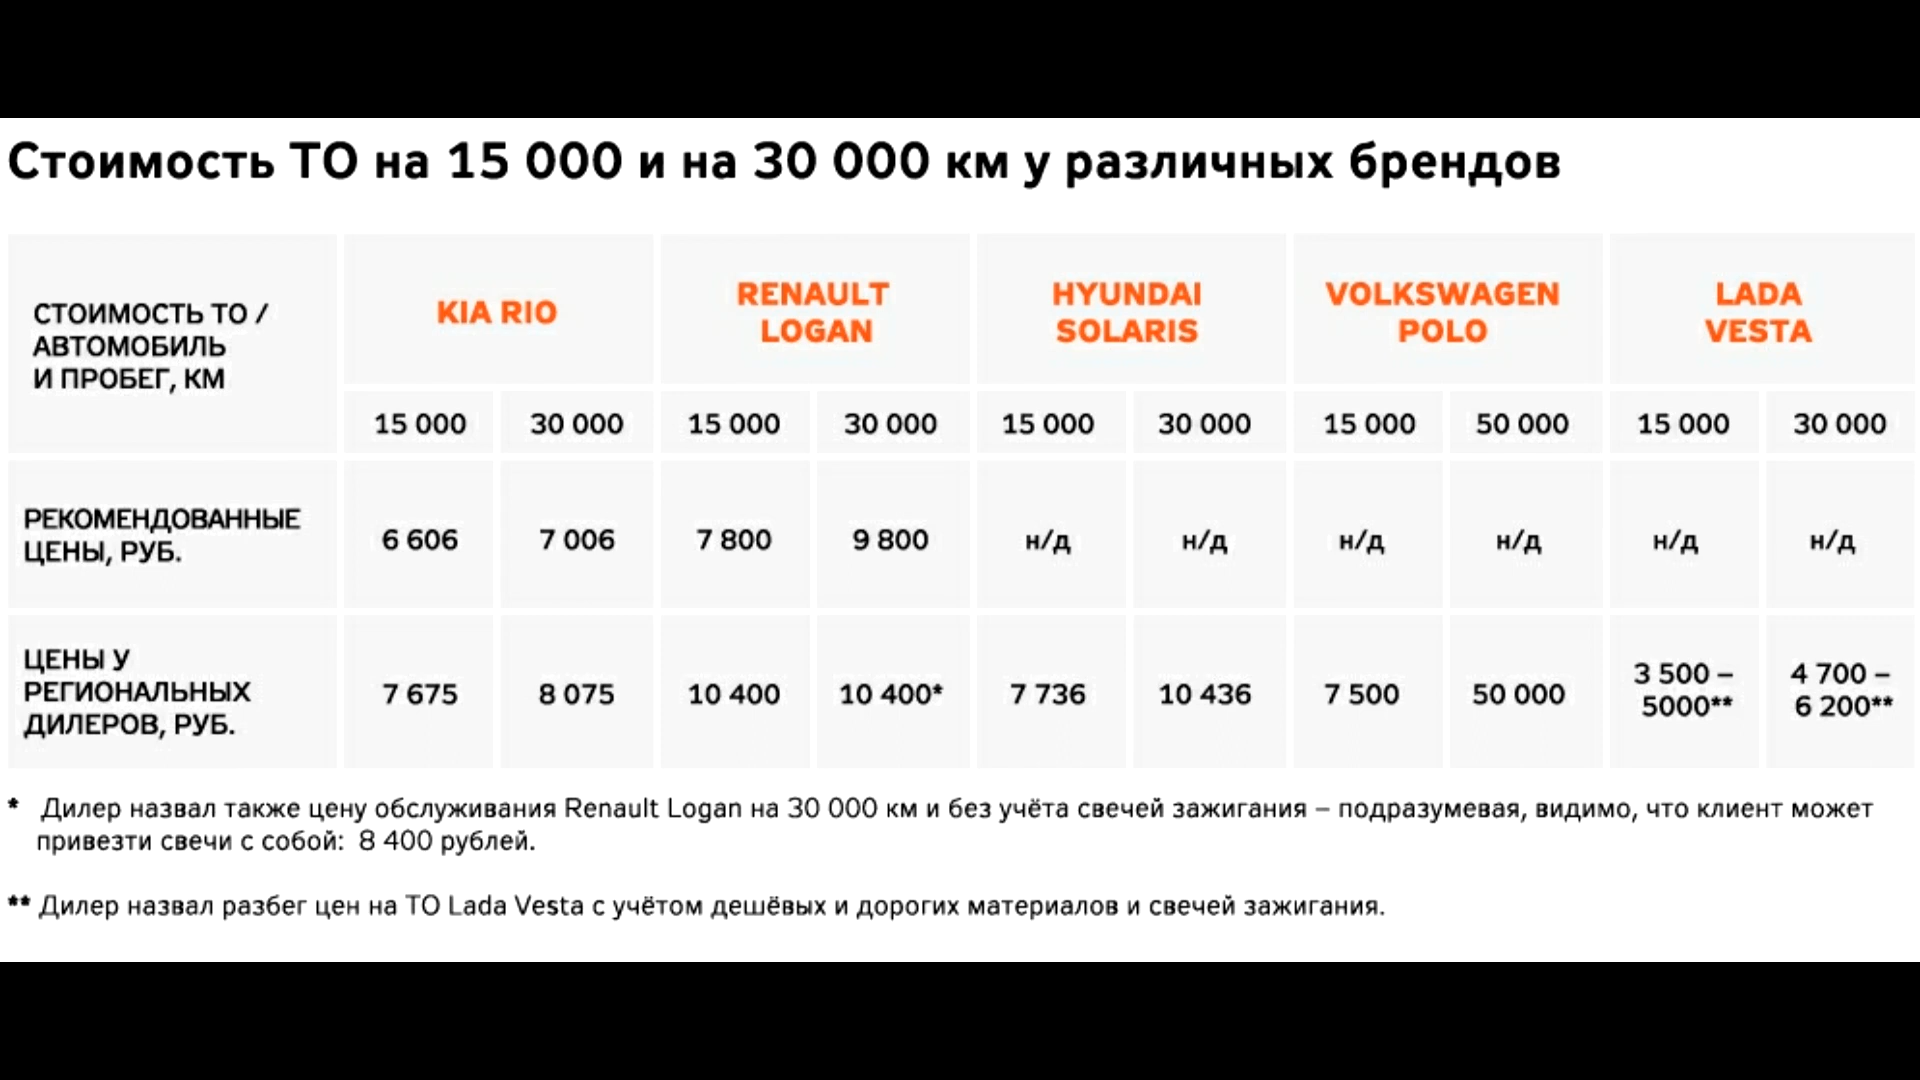 Стоимость ТО на 15 000 и на 30 000 км у различных брендов
СТОИМОСТЬ ТО /
АВТОМОБИЛЬ
И ПРОБЕГ, КМ
KIA RIO
RENAULT
LOGAN
HYUNDAI
SOLARIS
VOLKSWAGEN
POLO
LADA
VESTA
15 000 30 000 15 000 30 000 15 000 30 000 15 000 50 000 15 000 30 000
РЕКОМЕНДОВАННЫЕ
ЦЕНЫ, РУБ.
6 606 7 006 7 800 9 800 н/д н/д н/д н/д н/д н/д
ЦЕНЫ У
РЕГИОНАЛЬНЫХ
ДИЛЕРОВ, РУБ.
7 675 8 075 10 400 10 400* 7 736 10 436 7 500 50 000
3 500 –
5000**
4 700 –
6 200**
* Дилер назвал также цену обслуживания Renault Logan на 30 000 км и без учёта свечей зажигания – подразумевая, видимо, что клиент может
привезти свечи с собой: 8 400 рублей.
** Дилер назвал разбег цен на ТО Lada Vesta с учётом дешёвых и дорогих материалов и свечей зажигания.